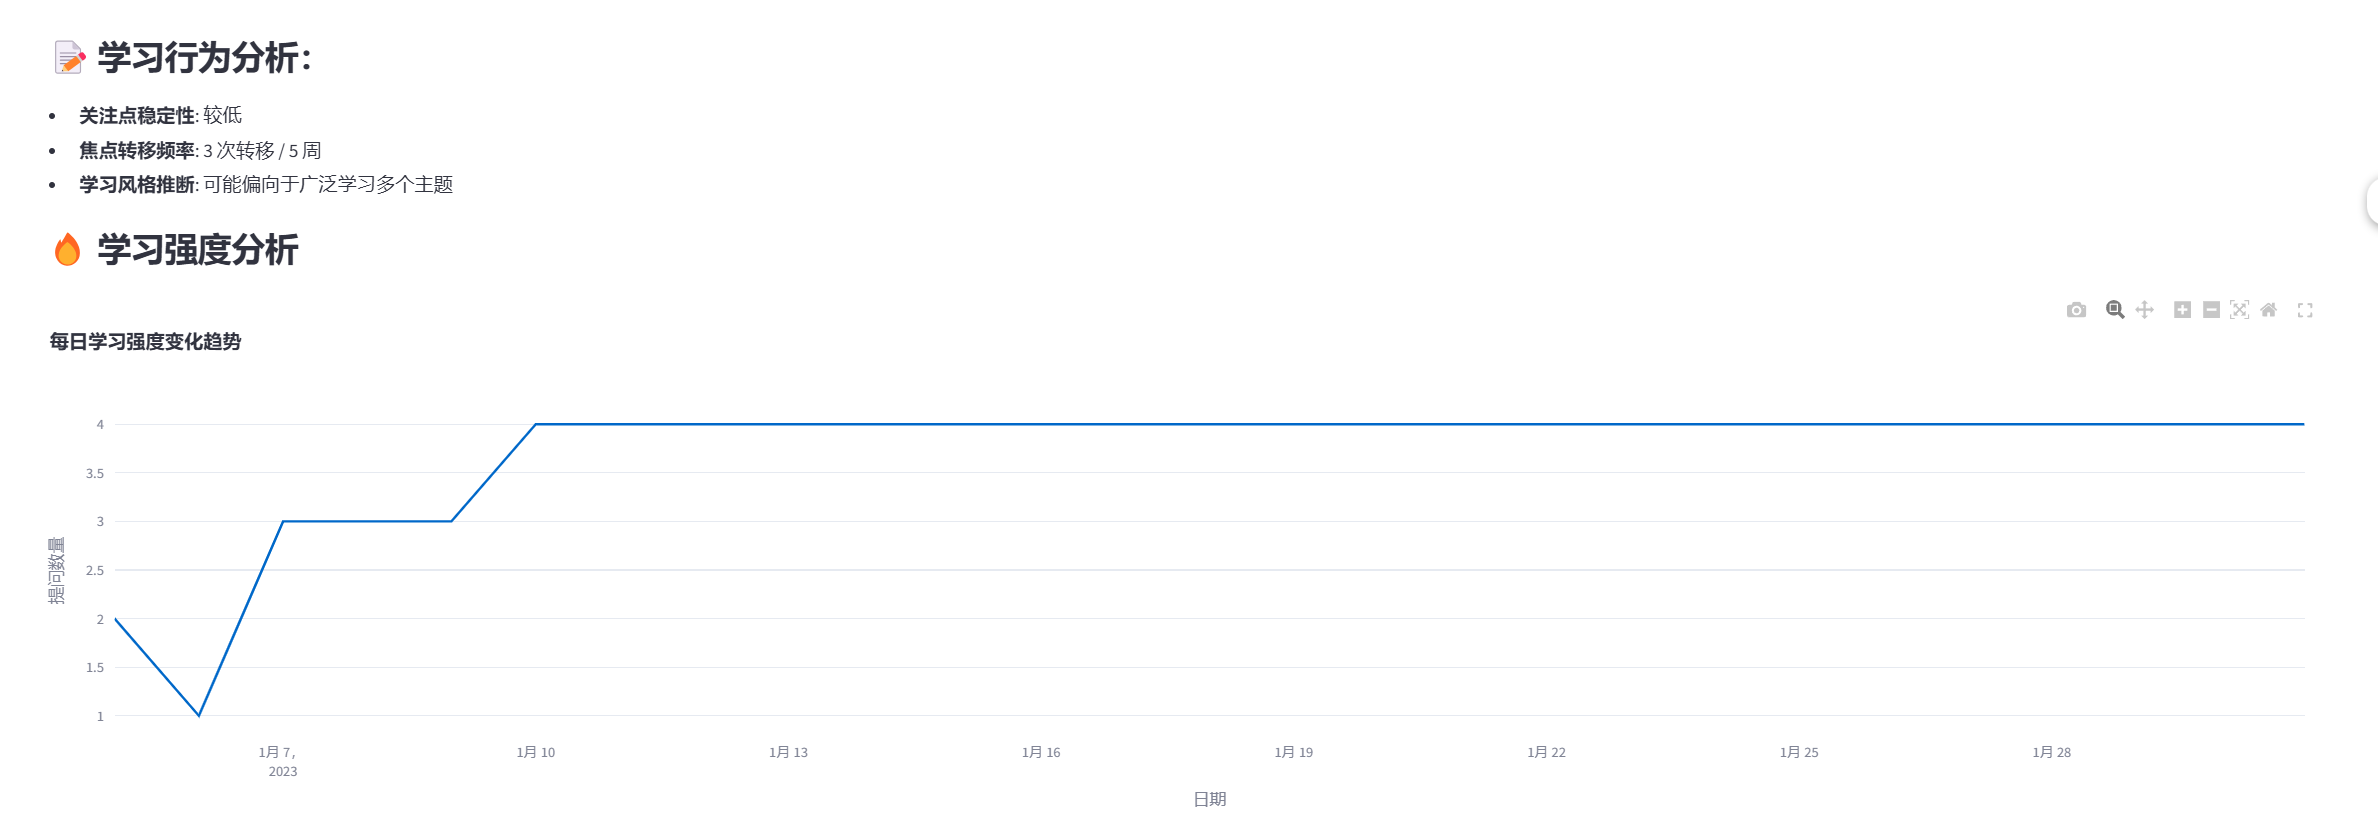 学习行为分析：
关注点稳定性: 较低
焦点转移频率: 3 次转移 / 5 周
学习风格推断: 可能偏向于广泛学习多个主题
学习强度分析
每日学习强度变化趋势
4
3.5
3
2.5
2
1.5
1
提问数量
1月 7, 1月 10 1月 13 1月 16 1月 19 1月 22 1月 25 1月 28
2023
日期